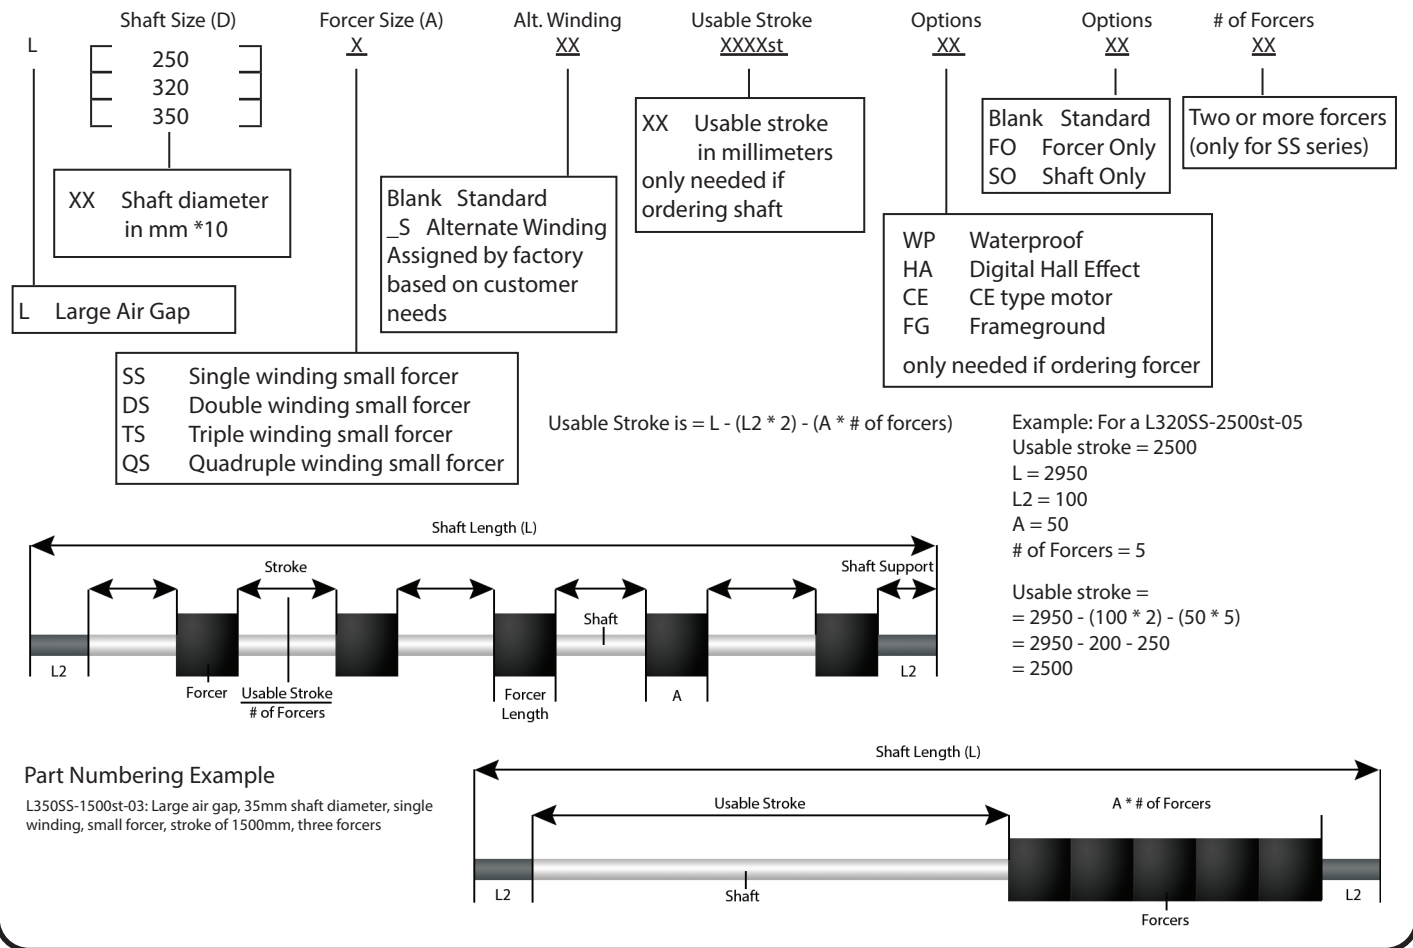 Shaft Size (D) Forcer Size (A) Alt. Winding Usable Stroke Options Options # of Forcers
L X XX XXXXst XX XX XX
250
320
350
XX Shaft diameter
in mm *10
L Large Air Gap
Blank Standard
_S Alternate Winding
Assigned by factory
based on customer
needs
XX Usable stroke
in millimeters
only needed if
ordering shaft
Blank Standard
FO Forcer Only
SO Shaft Only
Two or more forcers
(only for SS series)
WP Waterproof
HA Digital Hall Effect
CE CE type motor
FG Frameground
only needed if ordering forcer
SS Single winding small forcer
DS Double winding small forcer
TS Triple winding small forcer
QS Quadruple winding small forcer
Usable Stroke is = L - (L2 * 2) - (A * # of forcers)
Example: For a L320SS-2500st-05
Usable stroke = 2500
L = 2950
L2 = 100
A = 50
# of Forcers = 5
Usable stroke =
= 2950 - (100 * 2) - (50 * 5)
= 2950 - 200 - 250
= 2500
Shaft Length (L)
Stroke
Shaft Support
Shaft
L2
L2
Forcer
Usable Stroke
# of Forcers
Forcer
Length
A
Part Numbering Example
L350SS-1500st-03: Large air gap, 35mm shaft diameter, single
winding, small forcer, stroke of 1500mm, three forcers
Shaft Length (L)
Usable Stroke
A * # of Forcers
L2
Shaft
L2
Forcers